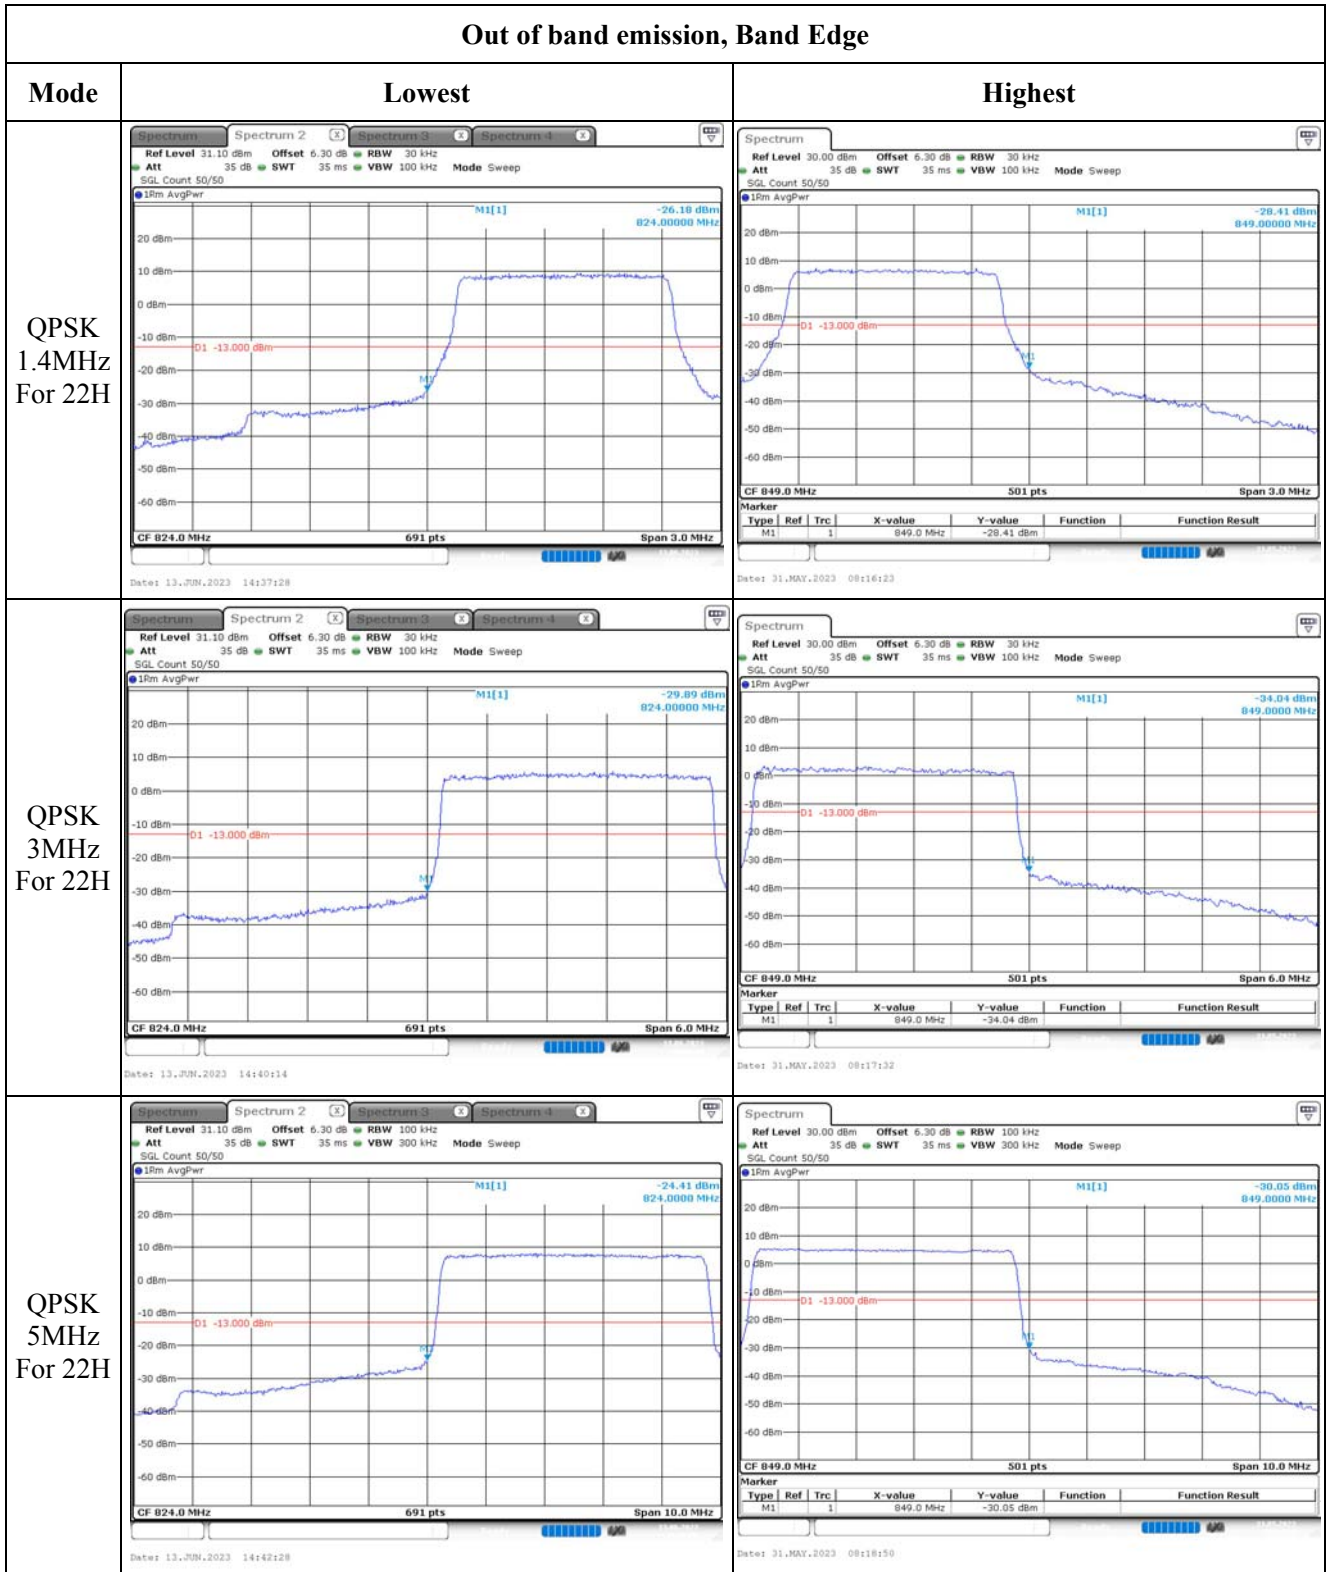 Out of band emission, Band Edge
Mode Lowest Highest
QPSK
1.4MHz
For 22H
Spectrum Spectrum 2 Spectrum 3 Spectrum 4
Ref Level 31.10 dBm Offset 6.30 dB RBW 30 kHz
Att 35 dB SWT 35 ms VBW 100 kHz Mode Sweep
SGL Count 50/50
1Rm AvgPwr
M1[1] -26.18 dBm
824.00000 MHz
20 dBm
10 dBm
0 dBm
-10 dBm
D1 -13.000 dBm
-20 dBm
M1
-30 dBm
-40 dBm
-50 dBm
-60 dBm
CF 824.0 MHz 691 pts Span 3.0 MHz
Date: 13.JUN.2023 14:37:28
Spectrum
Ref Level 30.00 dBm Offset 6.30 dB RBW 30 kHz
Att 35 dB SWT 35 ms VBW 100 kHz Mode Sweep
SGL Count 50/50
1Rm AvgPwr
M1[1] -28.41 dBm
849.00000 MHz
20 dBm
10 dBm
0 dBm
-10 dBm
D1 -13.000 dBm
-20 dBm
M1
-30 dBm
-40 dBm
-50 dBm
-60 dBm
CF 849.0 MHz 501 pts Span 3.0 MHz
Marker
Type Ref Trc X-value Y-value Function Function Result
M1 1 849.0 MHz -28.41 dBm
Date: 31.MAY.2023 08:16:23
QPSK
3MHz
For 22H
Spectrum Spectrum 2 Spectrum 3 Spectrum 4
Ref Level 31.10 dBm Offset 6.30 dB RBW 30 kHz
Att 35 dB SWT 35 ms VBW 100 kHz Mode Sweep
SGL Count 50/50
1Rm AvgPwr
M1[1] -29.89 dBm
824.00000 MHz
20 dBm
10 dBm
0 dBm
-10 dBm
D1 -13.000 dBm
-20 dBm
M1
-30 dBm
-40 dBm
-50 dBm
-60 dBm
CF 824.0 MHz 691 pts Span 6.0 MHz
Date: 13.JUN.2023 14:40:14
Spectrum
Ref Level 30.00 dBm Offset 6.30 dB RBW 30 kHz
Att 35 dB SWT 35 ms VBW 100 kHz Mode Sweep
SGL Count 50/50
1Rm AvgPwr
M1[1] -34.04 dBm
849.0000 MHz
20 dBm
10 dBm
0 dBm
-10 dBm
D1 -13.000 dBm
-20 dBm
-30 dBm
M1
-40 dBm
-50 dBm
-60 dBm
CF 849.0 MHz 501 pts Span 6.0 MHz
Marker
Type Ref Trc X-value Y-value Function Function Result
M1 1 849.0 MHz -34.04 dBm
Date: 31.MAY.2023 08:17:32
QPSK
5MHz
For 22H
Spectrum Spectrum 2 Spectrum 3 Spectrum 4
Ref Level 31.10 dBm Offset 6.30 dB RBW 100 kHz
Att 35 dB SWT 35 ms VBW 300 kHz Mode Sweep
SGL Count 50/50
1Rm AvgPwr
M1[1] -24.41 dBm
824.0000 MHz
20 dBm
10 dBm
0 dBm
-10 dBm
D1 -13.000 dBm
-20 dBm
M1
-30 dBm
-40 dBm
-50 dBm
-60 dBm
CF 824.0 MHz 691 pts Span 10.0 MHz
Date: 13.JUN.2023 14:42:28
Spectrum
Ref Level 30.00 dBm Offset 6.30 dB RBW 100 kHz
Att 35 dB SWT 35 ms VBW 300 kHz Mode Sweep
SGL Count 50/50
1Rm AvgPwr
M1[1] -30.05 dBm
849.0000 MHz
20 dBm
10 dBm
0 dBm
-10 dBm
D1 -13.000 dBm
-20 dBm
M1
-30 dBm
-40 dBm
-50 dBm
-60 dBm
CF 849.0 MHz 501 pts Span 10.0 MHz
Marker
Type Ref Trc X-value Y-value Function Function Result
M1 1 849.0 MHz -30.05 dBm
Date: 31.MAY.2023 08:18:50